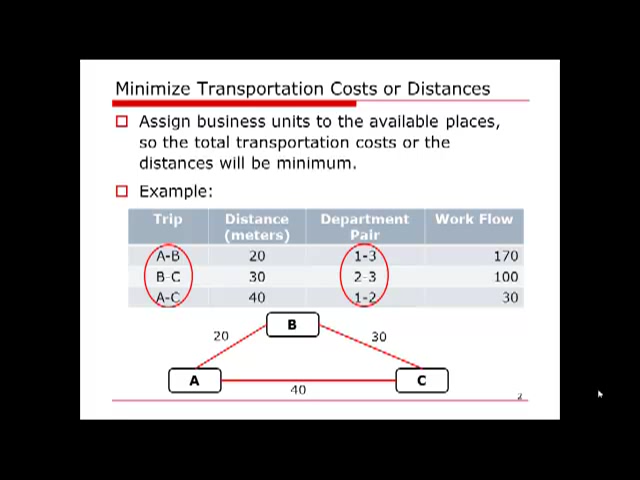 Minimize Transportation Costs or Distances
Assign business units to the available places,
so the total transportation costs or the
distances will be minimum.
Example:
Trip Distance (meters) Department Pair Work Flow
A-B 20 1-3 170
B-C 30 2-3 100
A-C 40 1-2 30
B
20 30
A C
40
2